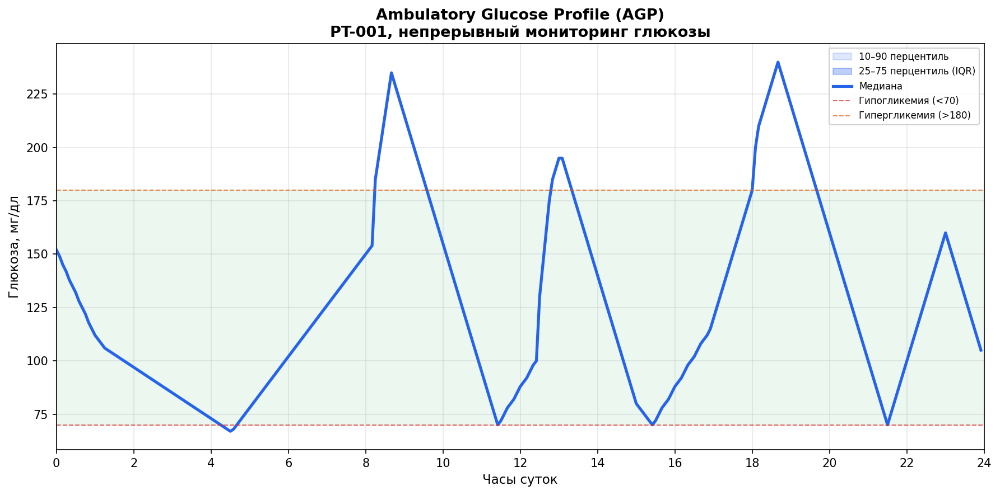 Ambulatory Glucose Profile (AGP)
PT-001, непрерывный мониторинг глюкозы
10–90 перцентиль
25–75 перцентиль (IQR)
Медиана
Гипогликемия (<70)
Гипергликемия (>180)
Глюкоза, мг/дл
225
200
175
150
125
100
75
0 2 4 6 8 10 12 14 16 18 20 22 24
Часы суток